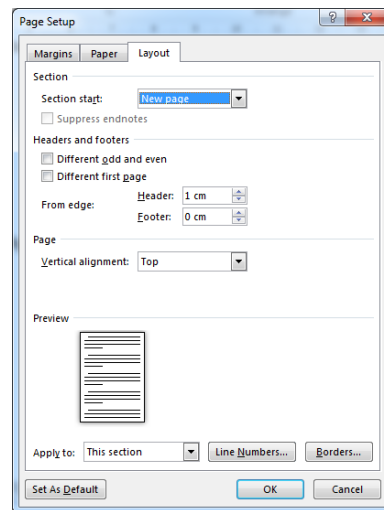 Page Setup
Margins Paper Layout
Section
Section start: New page
Suppress endnotes
Headers and footers
Different odd and even
Different first page
From edge: Header: 1 cm
Footer: 0 cm
Page
Vertical alignment: Top
Preview
Apply to: This section Line Numbers... Borders...
Set As Default OK Cancel